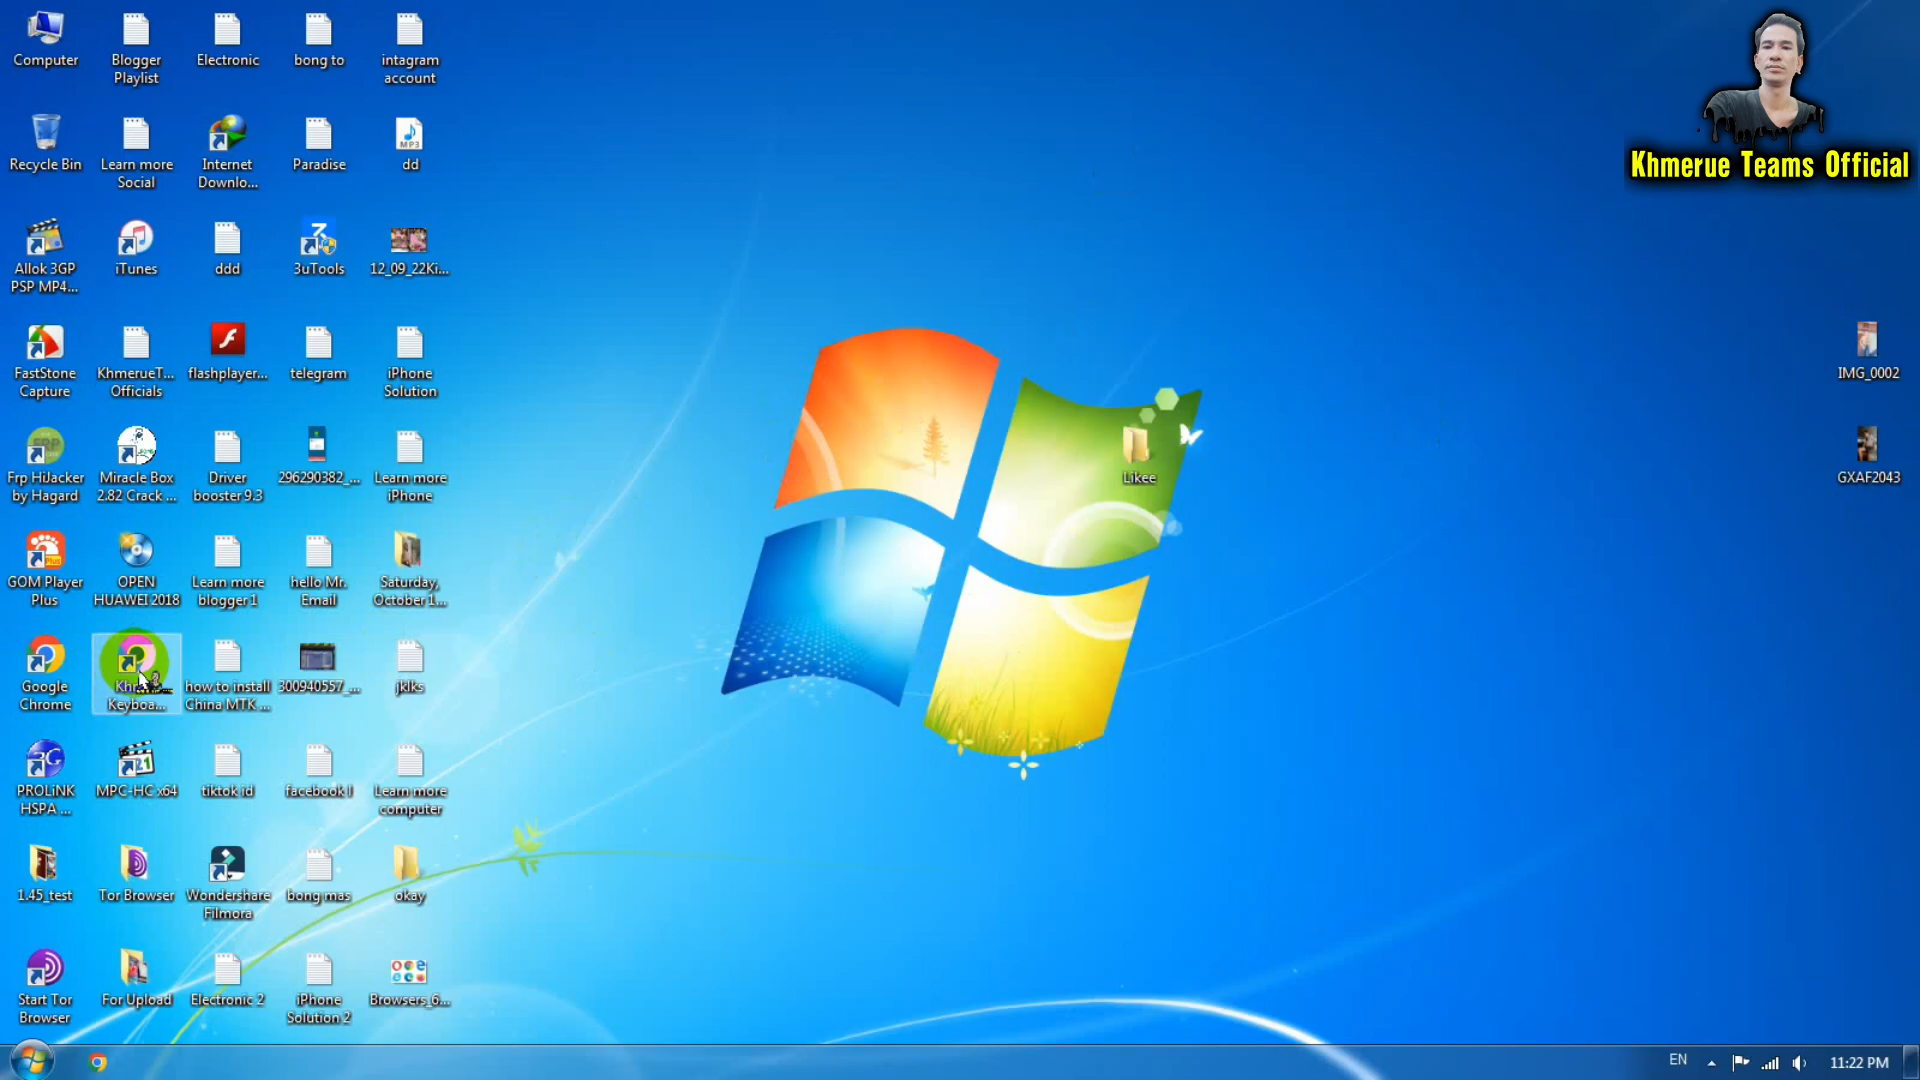 Computer
Blogger
Playlist
Electronic
bong to
intagram
account
Khmerue Teams Official
Recycle Bin
Learn more
Social
Internet
Downlo...
Paradise
MP3
dd
Allok 3GP
PSP MP4...
iTunes
ddd
3uTools
12_09_22Ki...
FastStone
Capture
KhmerueT...
Officials
flashplayer...
telegram
iPhone
Solution
IMG_0002
Frp HiJacker
by Hagard
Miracle Box
2.82 Crack ...
Driver
booster 9.3
296290382_...
Learn more
iPhone
Likee
GXAF2043
GOM Player
Plus
OPEN
HUAWEI 2018
Learn more
blogger 1
hello Mr.
Email
Saturday,
October 1...
Google
Chrome
Keyboa...
how to install
China MTK ...
300940557_...
jklks
3G
PROLiNK
HSPA ...
21
MPC-HC x64
tiktok id
facebook l
Learn more
computer
1.45_test
Tor Browser
Wondershare
Filmora
bong mas
okay
Start Tor
Browser
For Upload
Electronic 2
iPhone
Solution 2
Browsers_6...
EN
11:22 PM